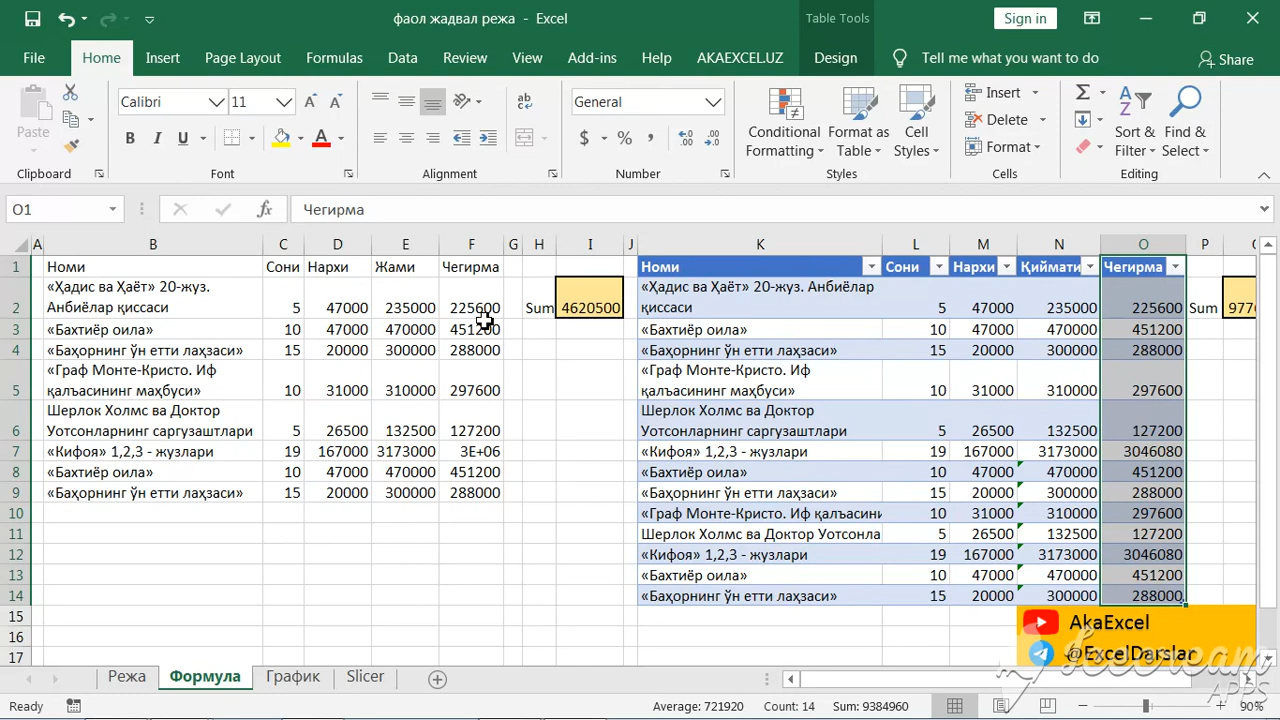 фаол жадвал режа - Excel
Table Tools
Sign in
File Home Insert Page Layout Formulas Data Review View Add-ins Help AKAEXCEL.UZ Design Tell me what you want to do Share
Paste
Calibri 11
B I U
ab
General
$ % ,
Conditional Formatting
Format as Table
Cell Styles
Insert
Delete
Format
Sort & Filter
Find & Select
Clipboard Font Alignment Number Styles Cells Editing
O1 fx Чегирма
A B C D E F G H I J K L M N O P
1 Номи Сони Нархи Жами Чегирма Номи Сони Нархи Қиймати Чегирма
«Ҳадис ва Ҳаёт» 20-жуз. «Ҳадис ва Ҳаёт» 20-жуз. Анбиёлар
2 Анбиёлар қиссаси 5 47000 235000 225600 Sum 4620500 қиссаси 5 47000 235000 225600 Sum 977
3 «Бахтиёр оила» 10 47000 470000 451200 «Бахтиёр оила» 10 47000 470000 451200
4 «Баҳорнинг ўн етти лаҳзаси» 15 20000 300000 288000 «Баҳорнинг ўн етти лаҳзаси» 15 20000 300000 288000
«Граф Монте-Кристо. Иф «Граф Монте-Кристо. Иф
5 қалъасининг маҳбуси» 10 31000 310000 297600 қалъасининг маҳбуси» 10 31000 310000 297600
Шерлок Холмс ва Доктор Шерлок Холмс ва Доктор
6 Уотсонларнинг саргузаштлари 5 26500 132500 127200 Уотсонларнинг саргузаштлари 5 26500 132500 127200
7 «Кифоя» 1,2,3 - жузлари 19 167000 3173000 3E+06 «Кифоя» 1,2,3 - жузлари 19 167000 3173000 3046080
8 «Бахтиёр оила» 10 47000 470000 451200 «Бахтиёр оила» 10 47000 470000 451200
9 «Баҳорнинг ўн етти лаҳзаси» 15 20000 300000 288000 «Баҳорнинг ўн етти лаҳзаси» 15 20000 300000 288000
10 «Граф Монте-Кристо. Иф қалъасини 10 31000 310000 297600
11 Шерлок Холмс ва Доктор Уотсонла 5 26500 132500 127200
12 «Кифоя» 1,2,3 - жузлари 19 167000 3173000 3046080
13 «Бахтиёр оила» 10 47000 470000 451200
14 «Баҳорнинг ўн етти лаҳзаси» 15 20000 300000 288000
15 AkaExcel
16
17 @ExcelDarslar
APPS
Режа Формула График Slicer
Ready Average: 721920 Count: 14 Sum: 9384960 90%